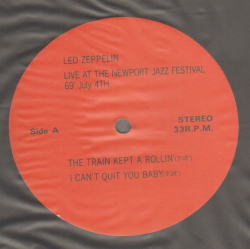 LED ZEPPELIN
LIVE AT THE NEWPORT JAZZ FESTIVAL
69' July 4TH
Side A
STEREO
33R.P.M.
THE TRAIN KEPT A ROLLIN'
I CAN'T QUIT YOU BABY